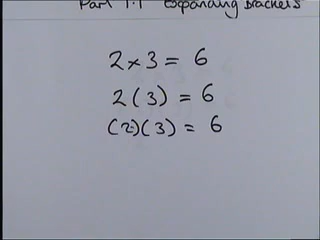 Part 1.1 Expanding Brackets
2 × 3 = 6
2 ( 3 ) = 6
(2)(3) = 6